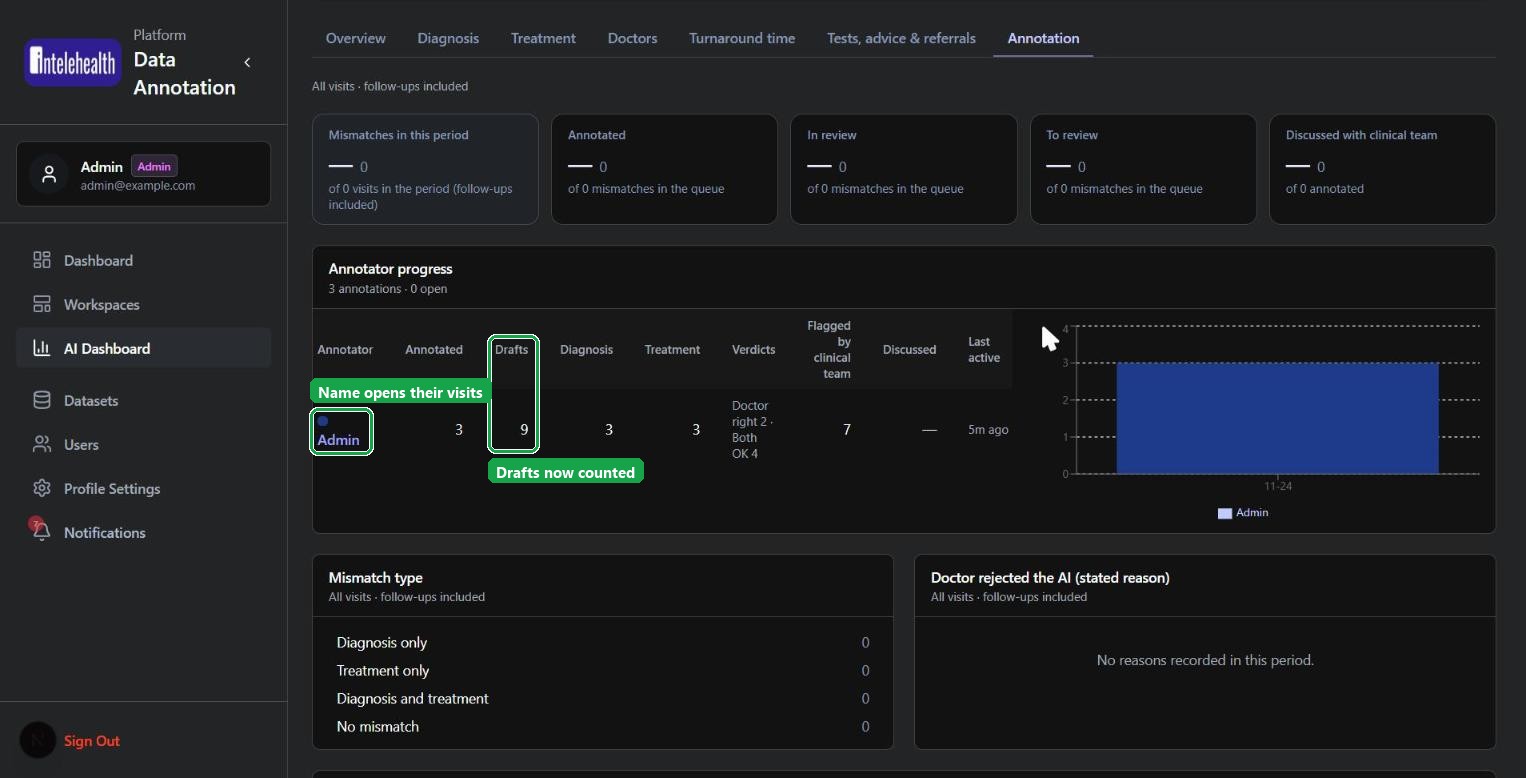 intelehealth
Platform
Data
Annotation
Admin
Admin
admin@example.com
Dashboard
Workspaces
AI Dashboard
Datasets
Users
Profile Settings
7
Notifications
N
Sign Out
Overview
Diagnosis
Treatment
Doctors
Turnaround time
Tests, advice & referrals
Annotation
All visits · follow-ups included
Mismatches in this period
— 0
of 0 visits in the period (follow-ups
included)
Annotated
— 0
of 0 mismatches in the queue
In review
— 0
of 0 mismatches in the queue
To review
— 0
of 0 mismatches in the queue
Discussed with clinical team
— 0
of 0 annotated
Annotator progress
3 annotations · 0 open
Annotator
Annotated
Drafts
Diagnosis
Treatment
Verdicts
Flagged
by
clinical
team
Discussed
Last
active
Name opens their visits
Admin
3
9
3
3
Doctor
right 2 ·
Both
OK 4
7
—
5m ago
Drafts now counted
4
3
2
1
0
11-24
Admin
Mismatch type
All visits · follow-ups included
Diagnosis only 0
Treatment only 0
Diagnosis and treatment 0
No mismatch 0
Doctor rejected the AI (stated reason)
All visits · follow-ups included
No reasons recorded in this period.